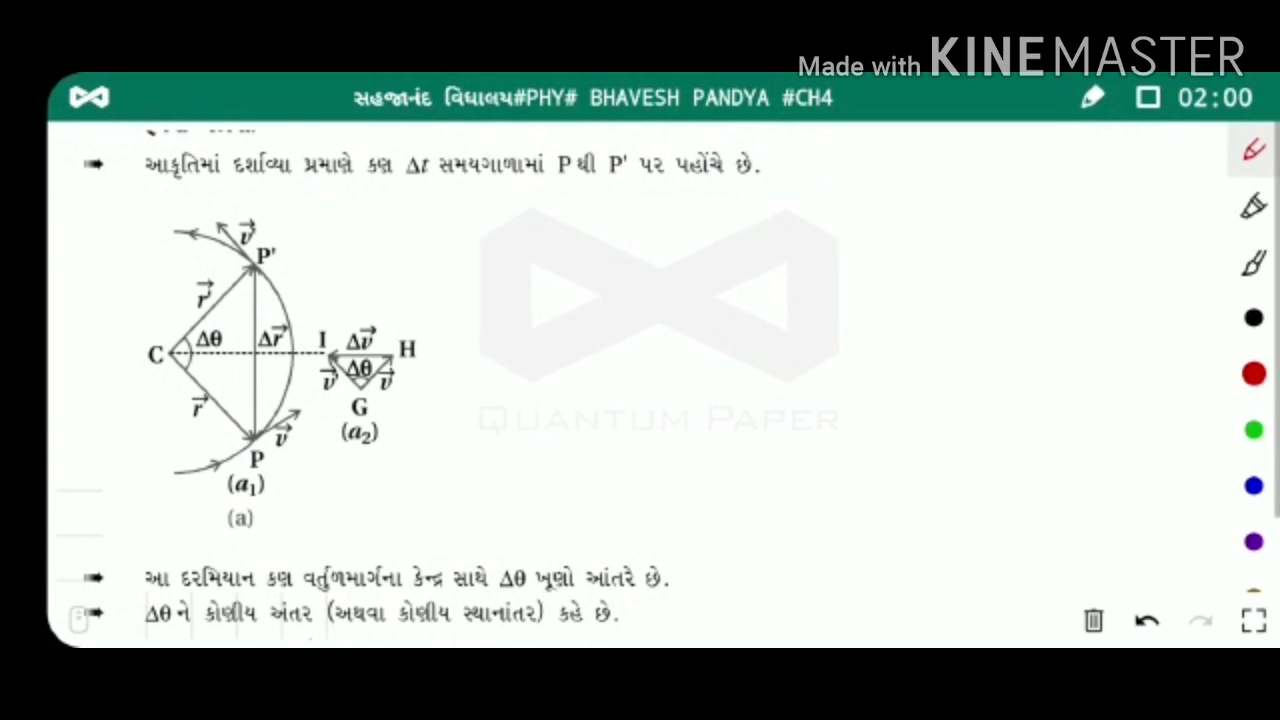 Made with KINEMASTER
સહજાનંદ વિદ્યાલય#PHY# BHAVESH PANDYA #CH4
02:00
➠ આકૃતિમાં દર્શાવ્યા પ્રમાણે કણ Δt સમયગાળામાં P થી P' પર પહોંચે છે.
v⃗'
P'
r⃗'
C Δθ Δr⃗ I Δv⃗ H
v⃗' Δθ v⃗
r⃗
G
v⃗ (a₂)
P
(a₁)
(a)
QUANTUM PAPER
➠ આ દરમિયાન કણ વર્તુળમાર્ગના કેન્દ્ર સાથે Δθ ખૂણો આંતરે છે.
➠ Δθ ને કોણીય અંતર (અથવા કોણીય સ્થાનાંતર) કહે છે.